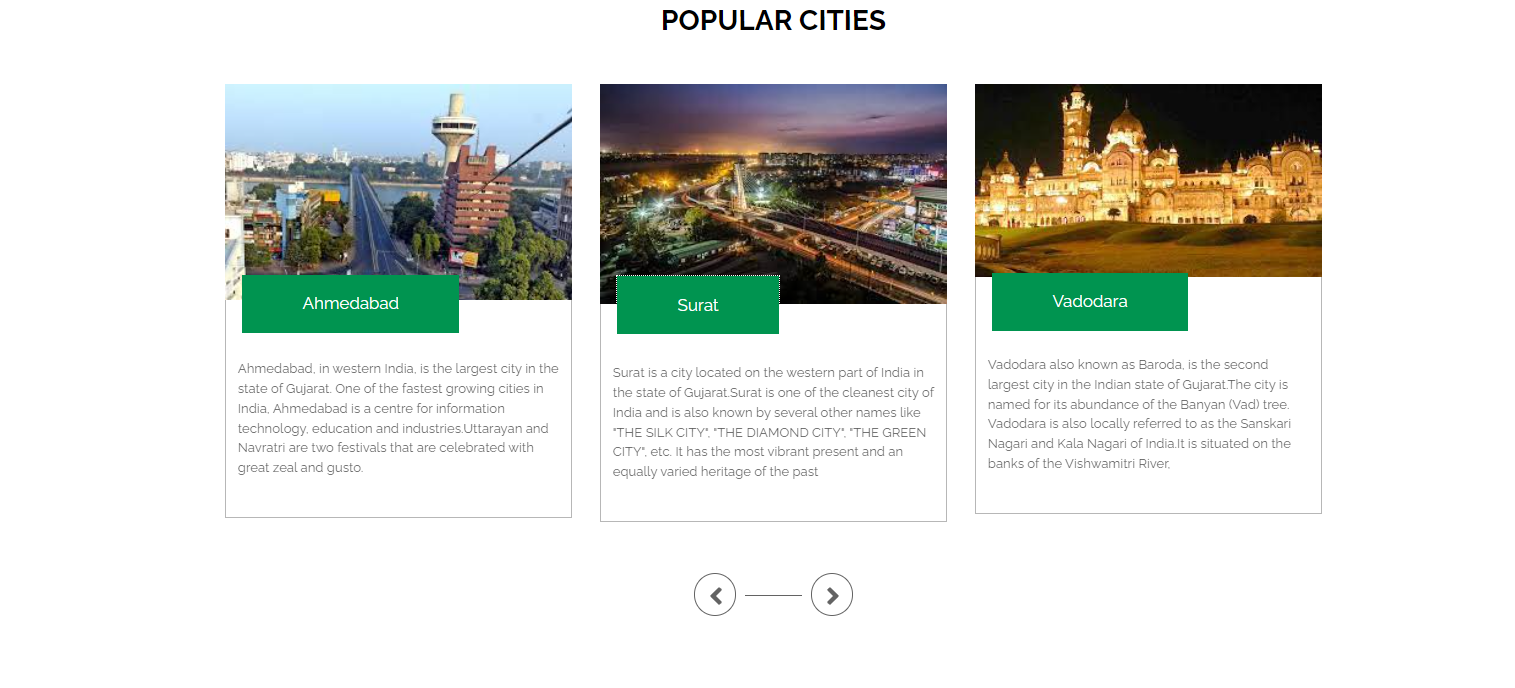 POPULAR CITIES
Ahmedabad
Ahmedabad, in western India, is the largest city in the
state of Gujarat. One of the fastest growing cities in
India, Ahmedabad is a centre for information
technology, education and industries.Uttarayan and
Navratri are two festivals that are celebrated with
great zeal and gusto.
Surat
Surat is a city located on the western part of India in
the state of Gujarat.Surat is one of the cleanest city of
India and is also known by several other names like
"THE SILK CITY", "THE DIAMOND CITY", "THE GREEN
CITY", etc. It has the most vibrant present and an
equally varied heritage of the past
Vadodara
Vadodara also known as Baroda, is the second
largest city in the Indian state of Gujarat.The city is
named for its abundance of the Banyan (Vad) tree.
Vadodara is also locally referred to as the Sanskari
Nagari and Kala Nagari of India.It is situated on the
banks of the Vishwamitri River,